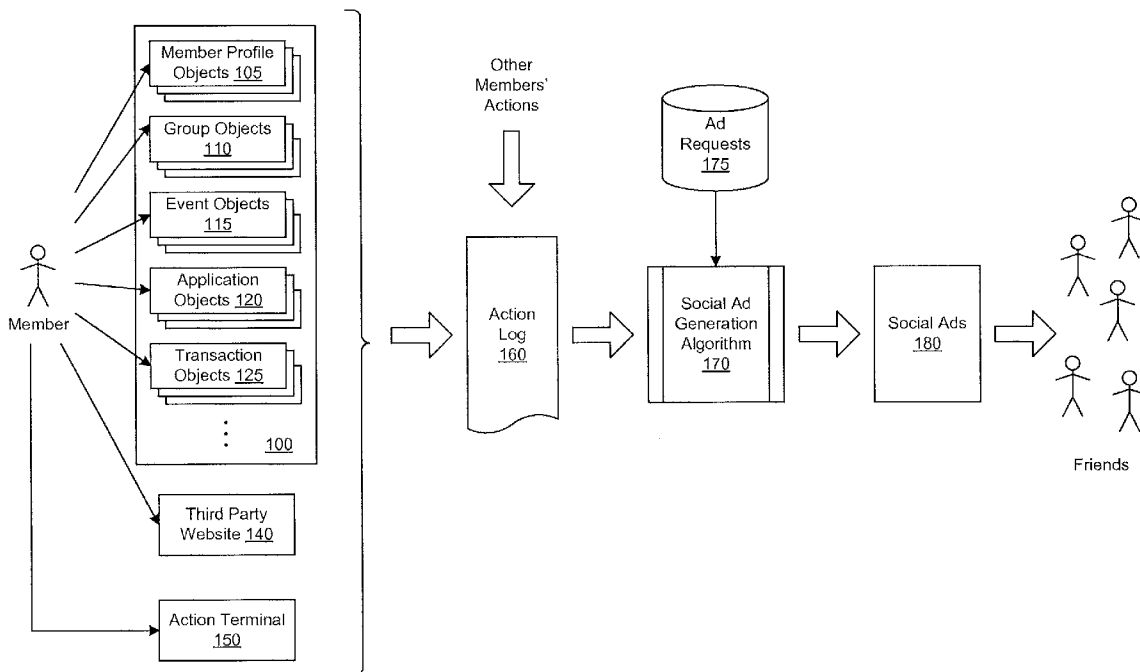 Member Profile
Objects 105
Group Objects
110
Event Objects
115
Application
Objects 120
Transaction
Objects 125
100
Member
Third Party
Website 140
Action Terminal
150
Other
Members'
Actions
Action
Log
160
Ad
Requests
175
Social Ad
Generation
Algorithm
170
Social Ads
180
Friends